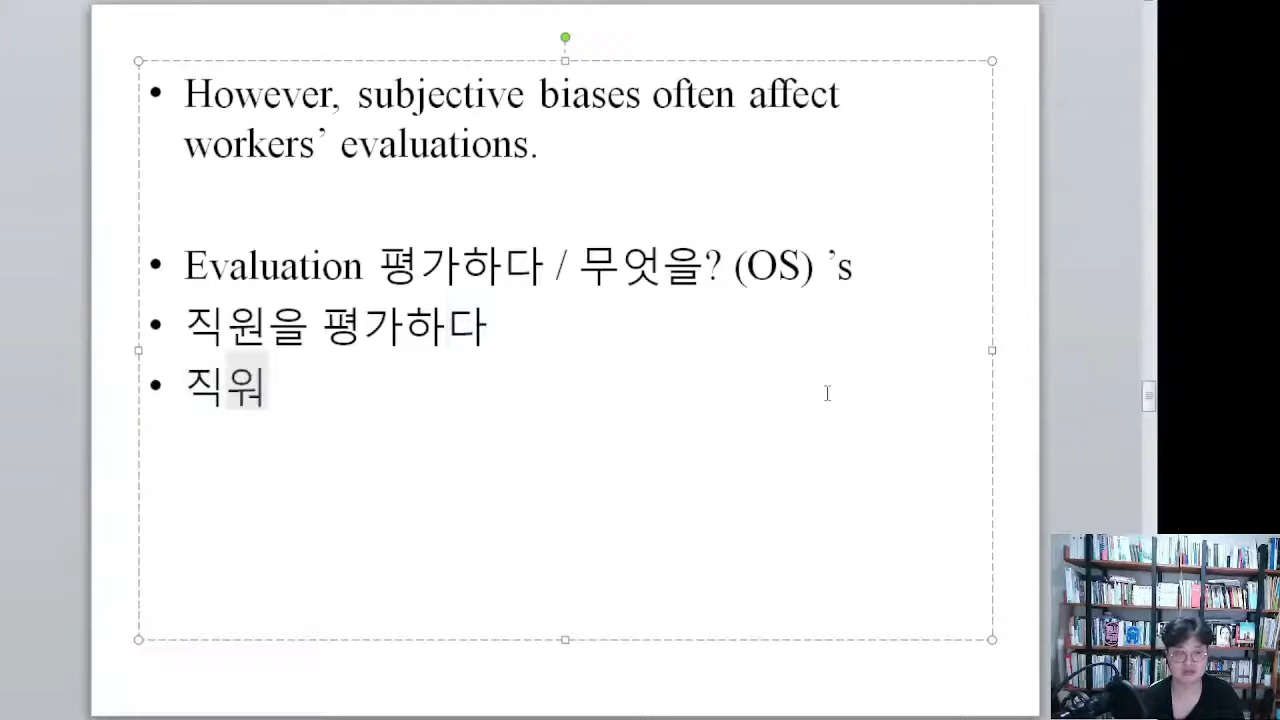 • However, subjective biases often affect
workers’ evaluations.
• Evaluation 평가하다 / 무엇을? (OS) ’s
• 직원을 평가하다
• 직워